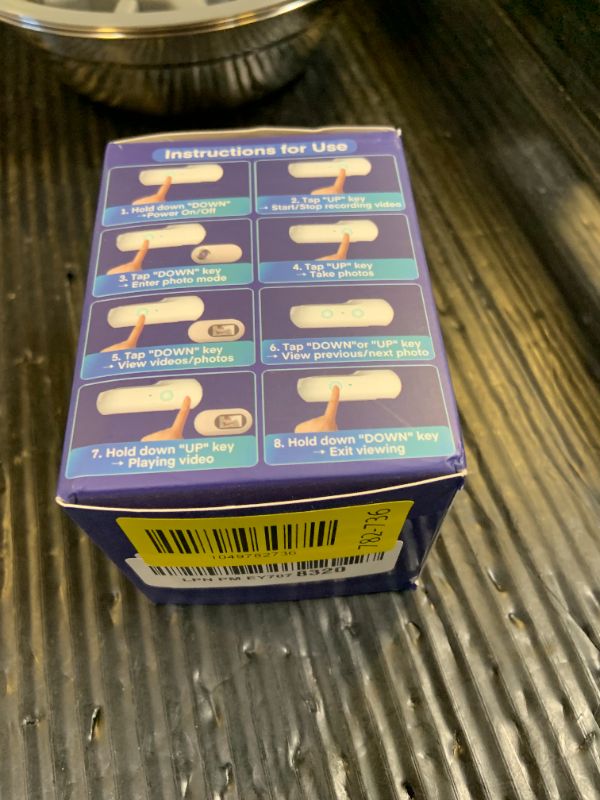 Instructions for Use
1. Hold down "DOWN"
→Power On/Off
2. Tap "UP" key
→ Start/Stop recording video
3. Tap "DOWN" key
→ Enter photo mode
4. Tap "UP" key
→ Take photos
5. Tap "DOWN" key
→ View videos/photos
6. Tap "DOWN"or "UP" key
→ View previous/next photo
7. Hold down "UP" key
→ Playing video
8. Hold down "DOWN" key
→ Exit viewing
1049782736
782-736
LPN PM EY707 8320